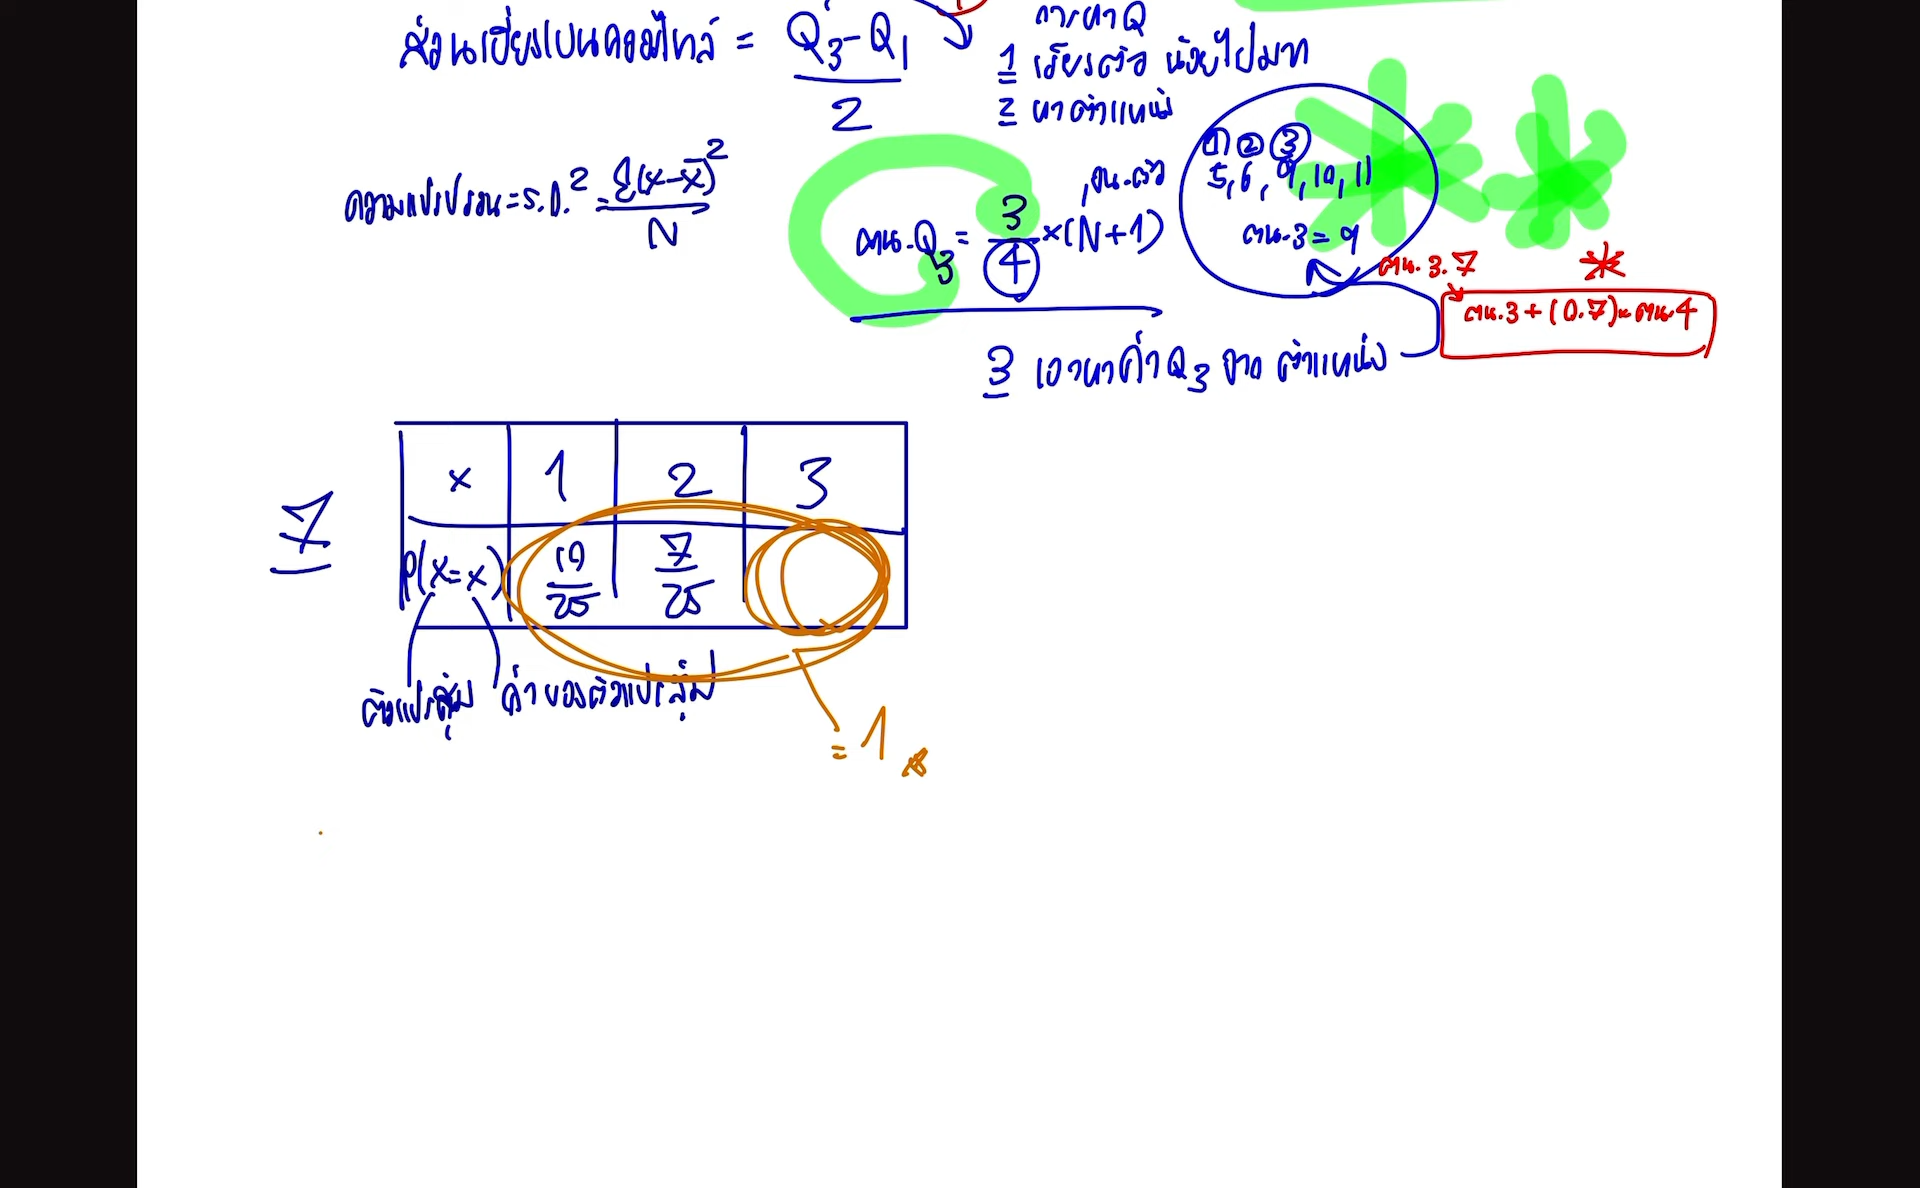 ส่วนเบี่ยงเบนควอไทล์ = Q3-Q1 / 2
การหา Q
1 เรียงตัว น้อยไปมาก
2 หาตำแหน่ง
ความแปรปรวน = S.D.² = Σ(x-x̄)² / N
ตน.Q3 = 3/4 ×(N+1)
① ② ③
5, 6, 9, 10, 11
ตน.3 = 9
ตน. 3.7
ตน.3 + (0.7)×ตน.4
3 เอาหาค่า Q3 จาก ตำแหน่ง
7
x 1 2 3
P(X=x) 10/25 7/25
ตัวแปรสุ่ม ค่าของตัวแปรสุ่ม
= 1